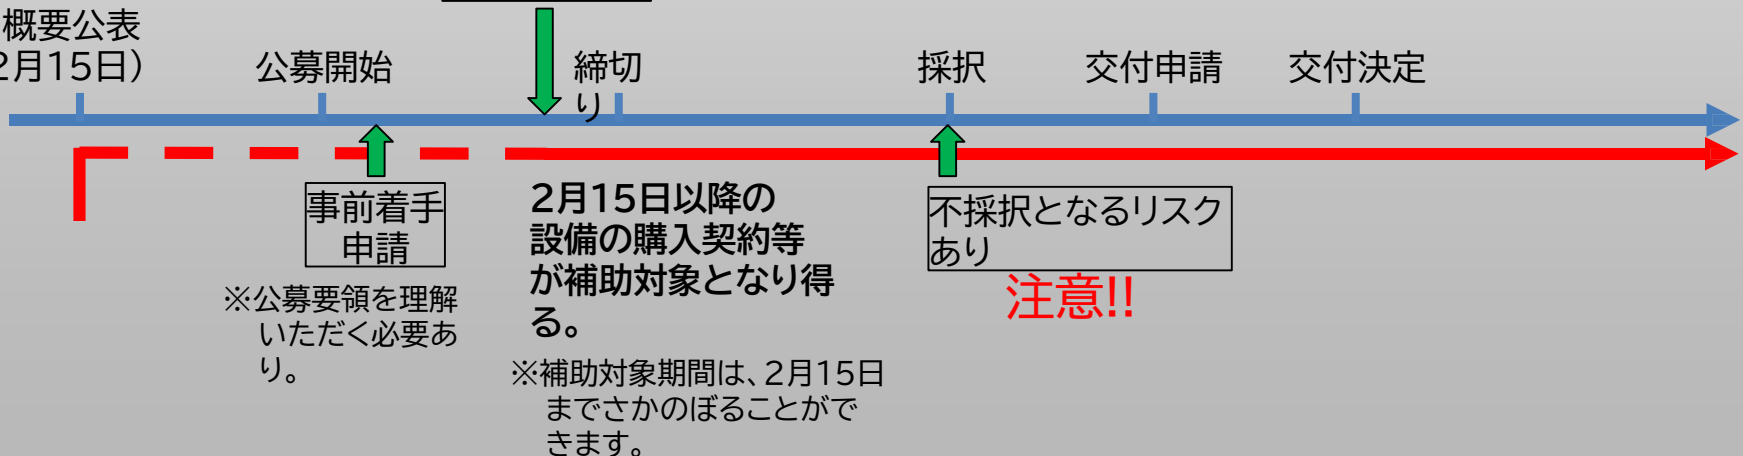 概要公表
2月15日）
公募開始
締切
り
採択
交付申請
交付決定
事前着手
申請
※公募要領を理解
いただく必要あ
り。
2月15日以降の
設備の購入契約等
が補助対象となり得
る。
※補助対象期間は、2月15日
までさかのぼることがで
きます。
不採択となるリスク
あり
注意!!